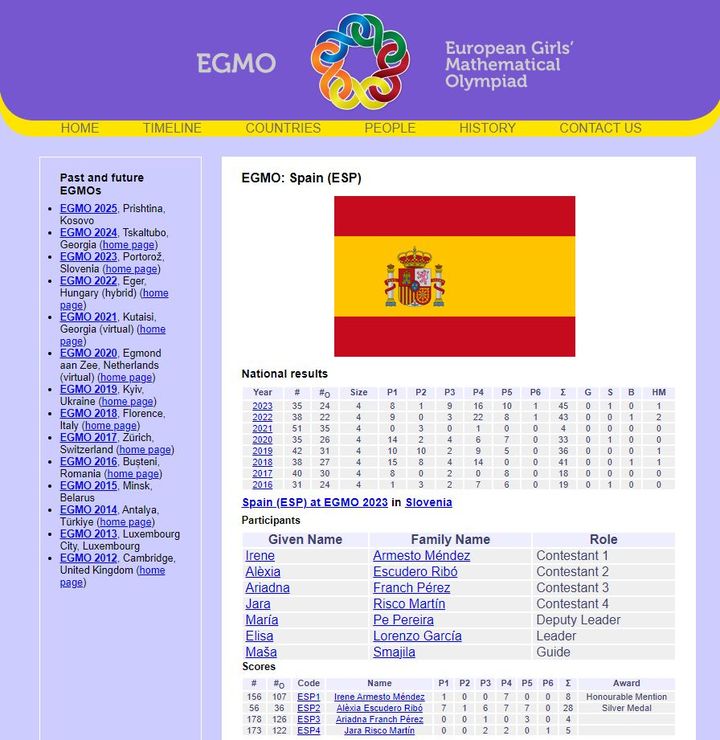 EGMO
European Girls'
Mathematical
Olympiad
HOME TIMELINE COUNTRIES PEOPLE HISTORY CONTACT US
Past and future
EGMOs
EGMO 2025, Prishtina,
Kosovo
EGMO 2024, Tskaltubo,
Georgia (home page)
EGMO 2023, Portorož,
Slovenia (home page)
EGMO 2022, Eger,
Hungary (hybrid) (home
page)
EGMO 2021, Kutaisi,
Georgia (virtual) (home
page)
EGMO 2020, Egmond
aan Zee, Netherlands
(virtual) (home page)
EGMO 2019, Kyiv,
Ukraine (home page)
EGMO 2018, Florence,
Italy (home page)
EGMO 2017, Zürich,
Switzerland (home page)
EGMO 2016, Bușteni,
Romania (home page)
EGMO 2015, Minsk,
Belarus
EGMO 2014, Antalya,
Türkiye (home page)
EGMO 2013, Luxembourg
City, Luxembourg
EGMO 2012, Cambridge,
United Kingdom (home
page)
EGMO: Spain (ESP)
National results
Year # #O Size P1 P2 P3 P4 P5 P6 Σ G S B HM
2023 35 24 4 8 1 9 16 10 1 45 0 1 0 1
2022 38 22 4 9 0 3 22 8 1 43 0 0 1 2
2021 51 35 4 0 3 0 1 0 0 4 0 0 0 0
2020 35 26 4 14 2 4 6 7 0 33 0 1 0 0
2019 42 31 4 10 10 2 9 5 0 36 0 0 0 1
2018 38 27 4 15 8 4 14 0 0 41 0 0 1 1
2017 40 30 4 8 0 2 0 8 0 18 0 0 0 0
2016 31 24 4 1 3 2 7 6 0 19 0 1 0 0
Spain (ESP) at EGMO 2023 in Slovenia
Participants
Given Name Family Name Role
Irene Armesto Méndez Contestant 1
Alèxia Escudero Ribó Contestant 2
Ariadna Franch Pérez Contestant 3
Jara Risco Martín Contestant 4
María Pe Pereira Deputy Leader
Elisa Lorenzo García Leader
Maša Smajila Guide
Scores
# #O Code Name P1 P2 P3 P4 P5 P6 Σ Award
156 107 ESP1 Irene Armesto Méndez 1 0 0 7 0 0 8 Honourable Mention
56 36 ESP2 Alèxia Escudero Ribó 7 1 6 7 7 0 28 Silver Medal
178 126 ESP3 Ariadna Franch Pérez 0 0 1 0 3 0 4
173 122 ESP4 Jara Risco Martín 0 0 2 2 0 1 5